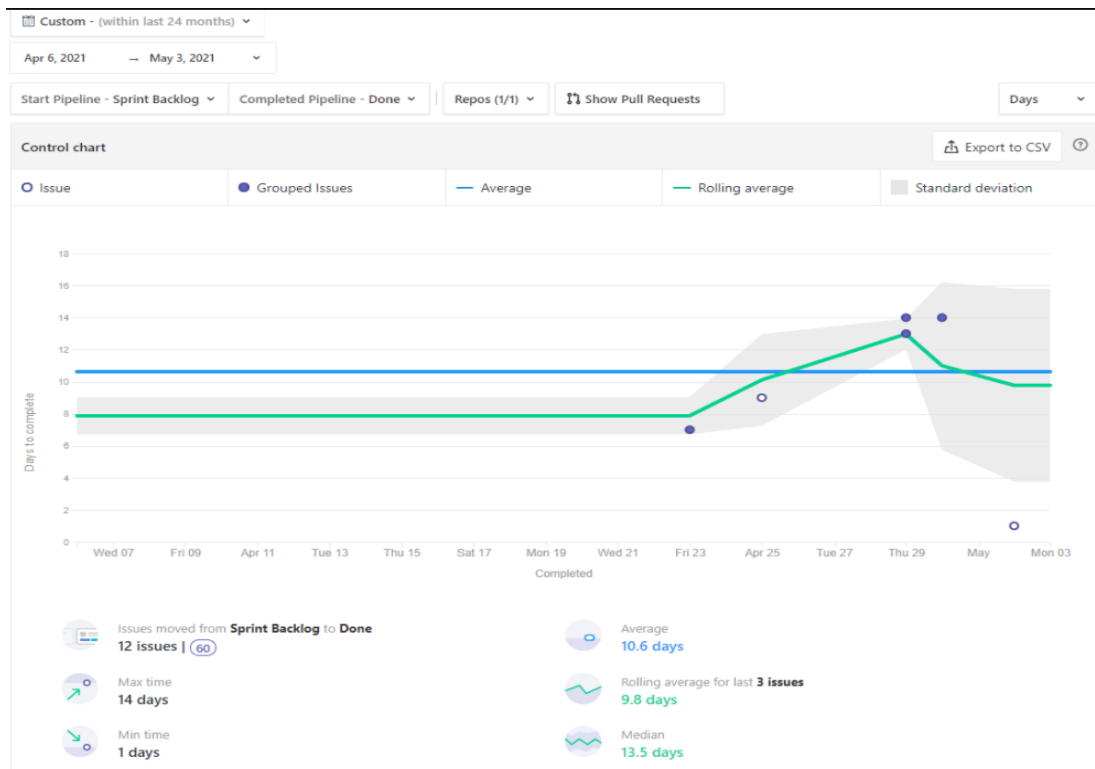 Custom - (within last 24 months)
Apr 6, 2021 → May 3, 2021
Start Pipeline - Sprint Backlog Completed Pipeline - Done Repos (1/1) Show Pull Requests Days
Control chart Export to CSV ?
Issue Grouped Issues Average Rolling average Standard deviation
18
16
14
12
10
8
6
4
2
0
Days to complete
Wed 07 Fri 09 Apr 11 Tue 13 Thu 15 Sat 17 Mon 19 Wed 21 Fri 23 Apr 25 Tue 27 Thu 29 May Mon 03
Completed
Issues moved from Sprint Backlog to Done
12 issues | 60
Average
10.6 days
Max time
14 days
Rolling average for last 3 issues
9.8 days
Min time
1 days
Median
13.5 days